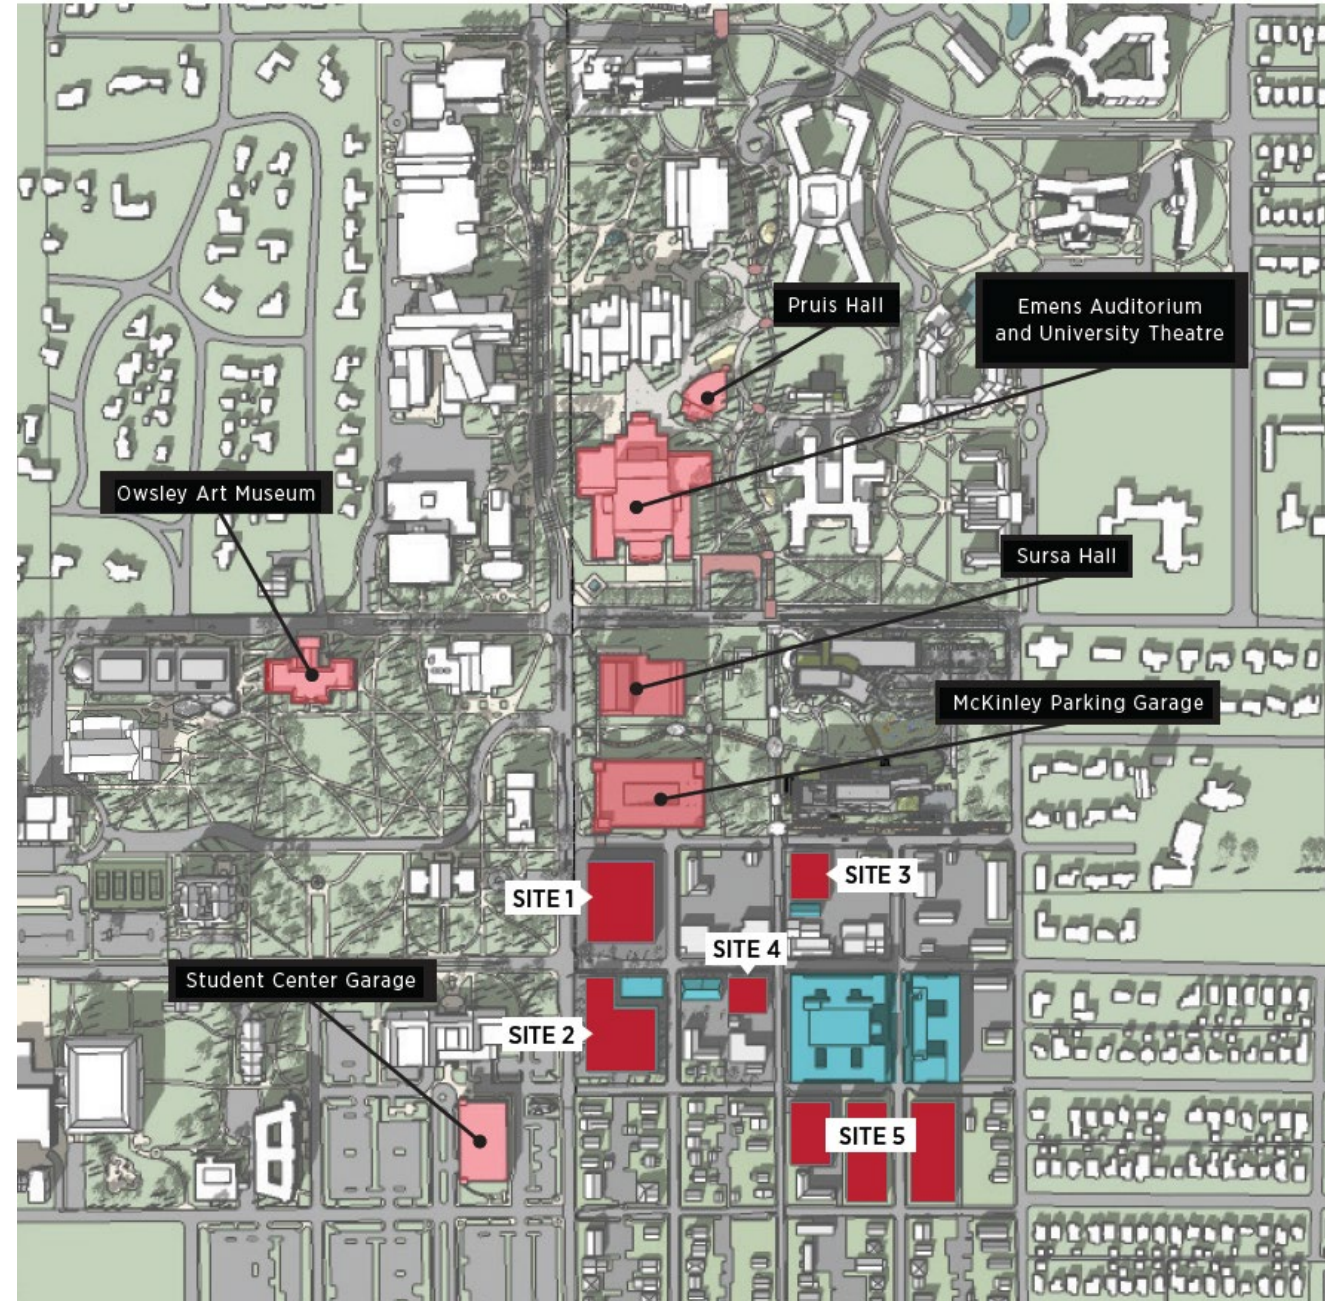 Pruis Hall
Emens Auditorium
and University Theatre
Owsley Art Museum
Sursa Hall
McKinley Parking Garage
SITE 3
SITE 1
SITE 4
Student Center Garage
SITE 2
SITE 5